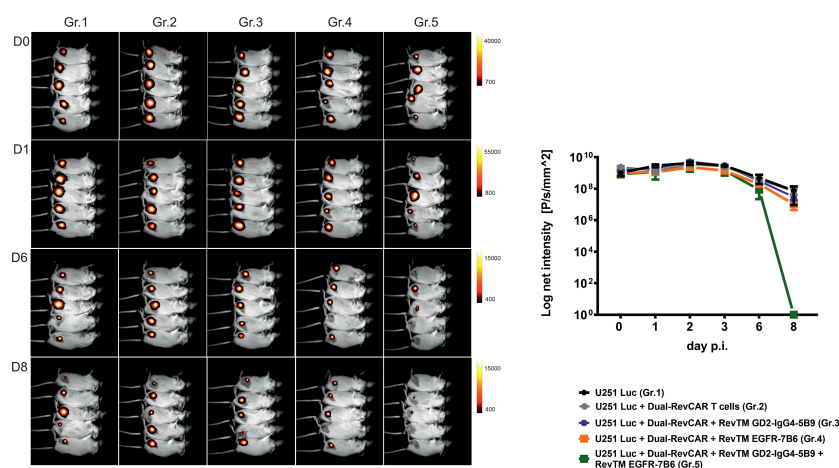 Gr.1 Gr.2 Gr.3 Gr.4 Gr.5
D0
40000
700
D1
55000
800
D6
15000
400
D8
15000
400
Log net intensity [P/s/mm^2]
10^10
10^8
10^6
10^4
10^2
10^0
0 1 2 3 6 8
day p.i.
U251 Luc (Gr.1)
U251 Luc + Dual-RevCAR T cells (Gr.2)
U251 Luc + Dual-RevCAR + RevTM GD2-IgG4-5B9 (Gr.3
U251 Luc + Dual-RevCAR + RevTM EGFR-7B6 (Gr.4)
U251 Luc + Dual-RevCAR + RevTM GD2-IgG4-5B9 +
RevTM EGFR-7B6 (Gr.5)